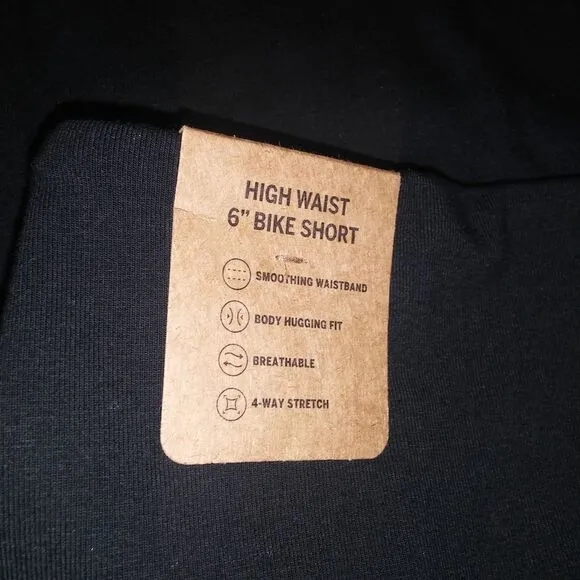 HIGH WAIST
6” BIKE SHORT
SMOOTHING WAISTBAND
BODY HUGGING FIT
BREATHABLE
4-WAY STRETCH